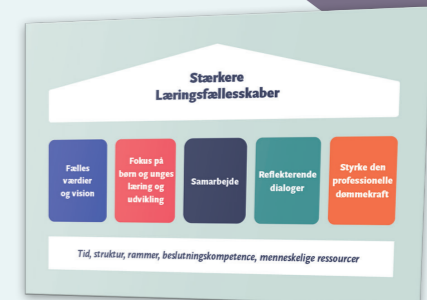 Stærkere
Læringsfællesskaber
Fælles
værdier
og vision
Fokus på
børn og unges
læring og
udvikling
Samarbejde
Reflekterende
dialoger
Styrke den
professionelle
dømmekraft
Tid, struktur, rammer, beslutningskompetence, menneskelige ressourcer